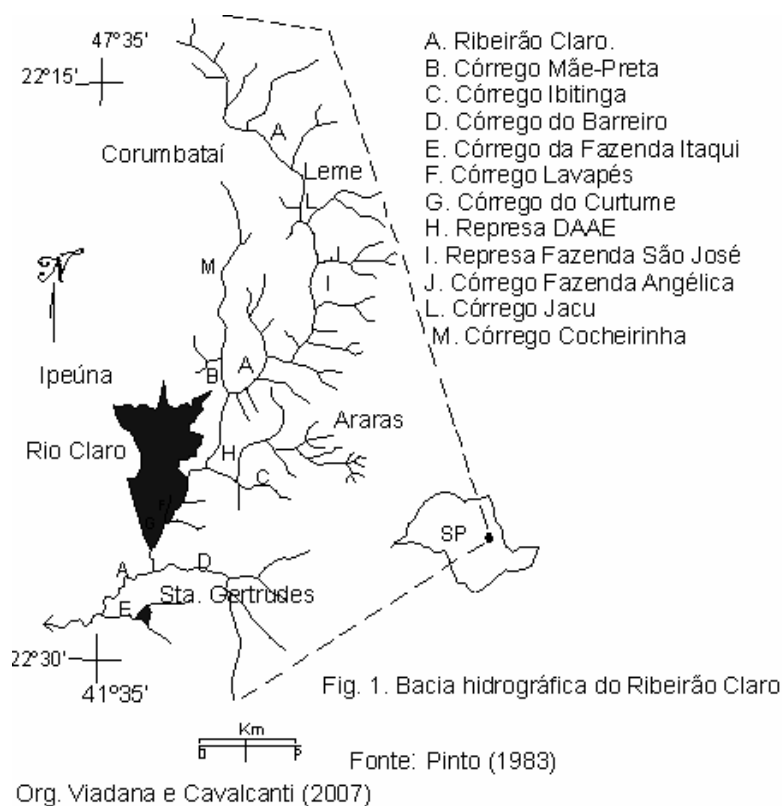 47°35'
22°15'
A. Ribeirão Claro.
B. Córrego Mãe-Preta
C. Córrego Ibitinga
D. Córrego do Barreiro
E. Córrego da Fazenda Itaqui
F. Córrego Lavapés
G. Córrego do Curtume
H. Represa DAAE
I. Represa Fazenda São José
J. Córrego Fazenda Angélica
L. Córrego Jacu
M. Córrego Cocheirinha
A
Corumbataí
Leme
L
N
M
J
I
Ipeúna
B
A
Araras
Rio Claro
H
C
F
G
SP
A
D
E
Sta. Gertrudes
22°30'
41°35'
Fig. 1. Bacia hidrográfica do Ribeirão Claro
Km
Fonte: Pinto (1983)
Org. Viadana e Cavalcanti (2007)